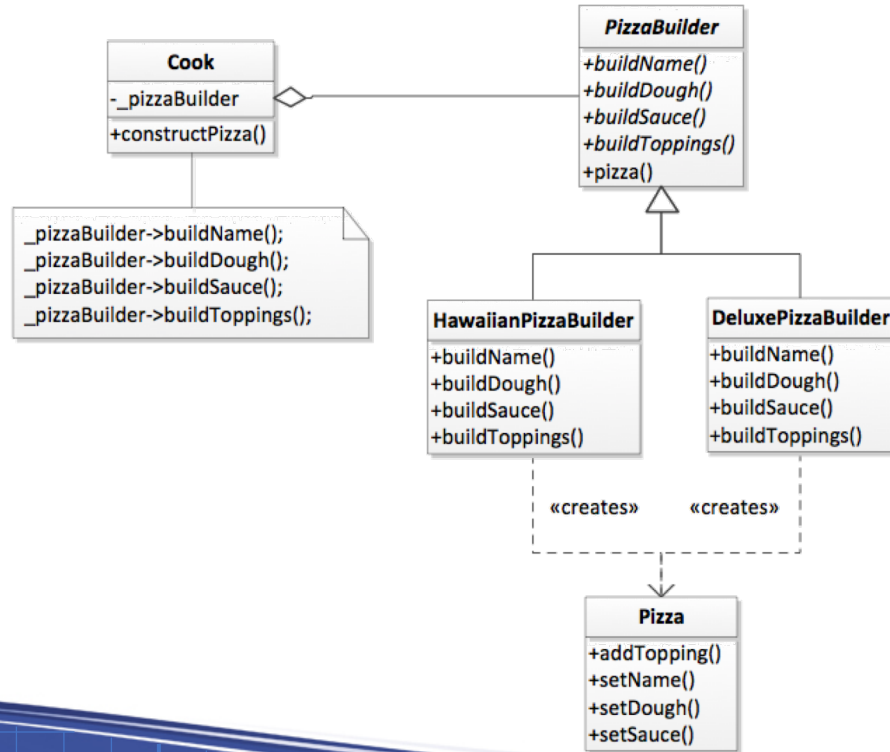 Cook
-_pizzaBuilder
+constructPizza()
_pizzaBuilder->buildName();
_pizzaBuilder->buildDough();
_pizzaBuilder->buildSauce();
_pizzaBuilder->buildToppings();
PizzaBuilder
+buildName()
+buildDough()
+buildSauce()
+buildToppings()
+pizza()
HawaiianPizzaBuilder
+buildName()
+buildDough()
+buildSauce()
+buildToppings()
DeluxePizzaBuilder
+buildName()
+buildDough()
+buildSauce()
+buildToppings()
«creates»
«creates»
Pizza
+addTopping()
+setName()
+setDough()
+setSauce()